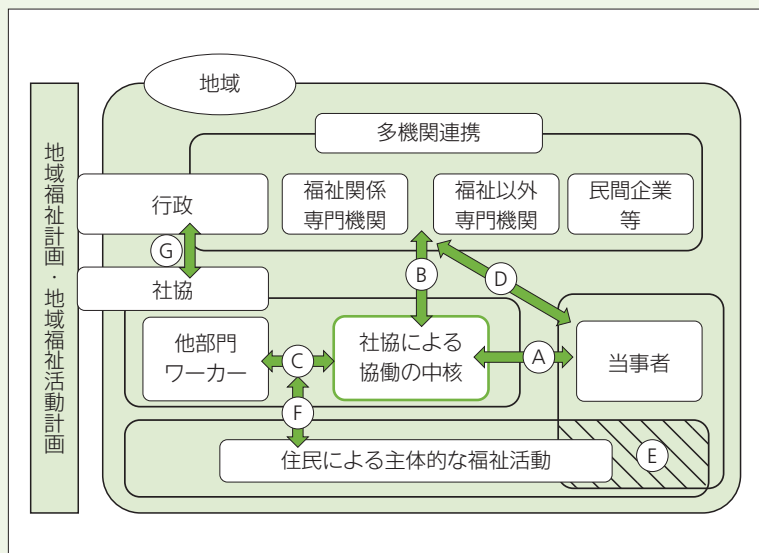 地域
多機関連携
地域福祉計画・地域福祉活動計画
行政
福祉関係
専門機関
福祉以外
専門機関
民間企業
等
G
社協
B
D
他部門
ワーカー
C
社協による
協働の中核
A
当事者
F
住民による主体的な福祉活動
E